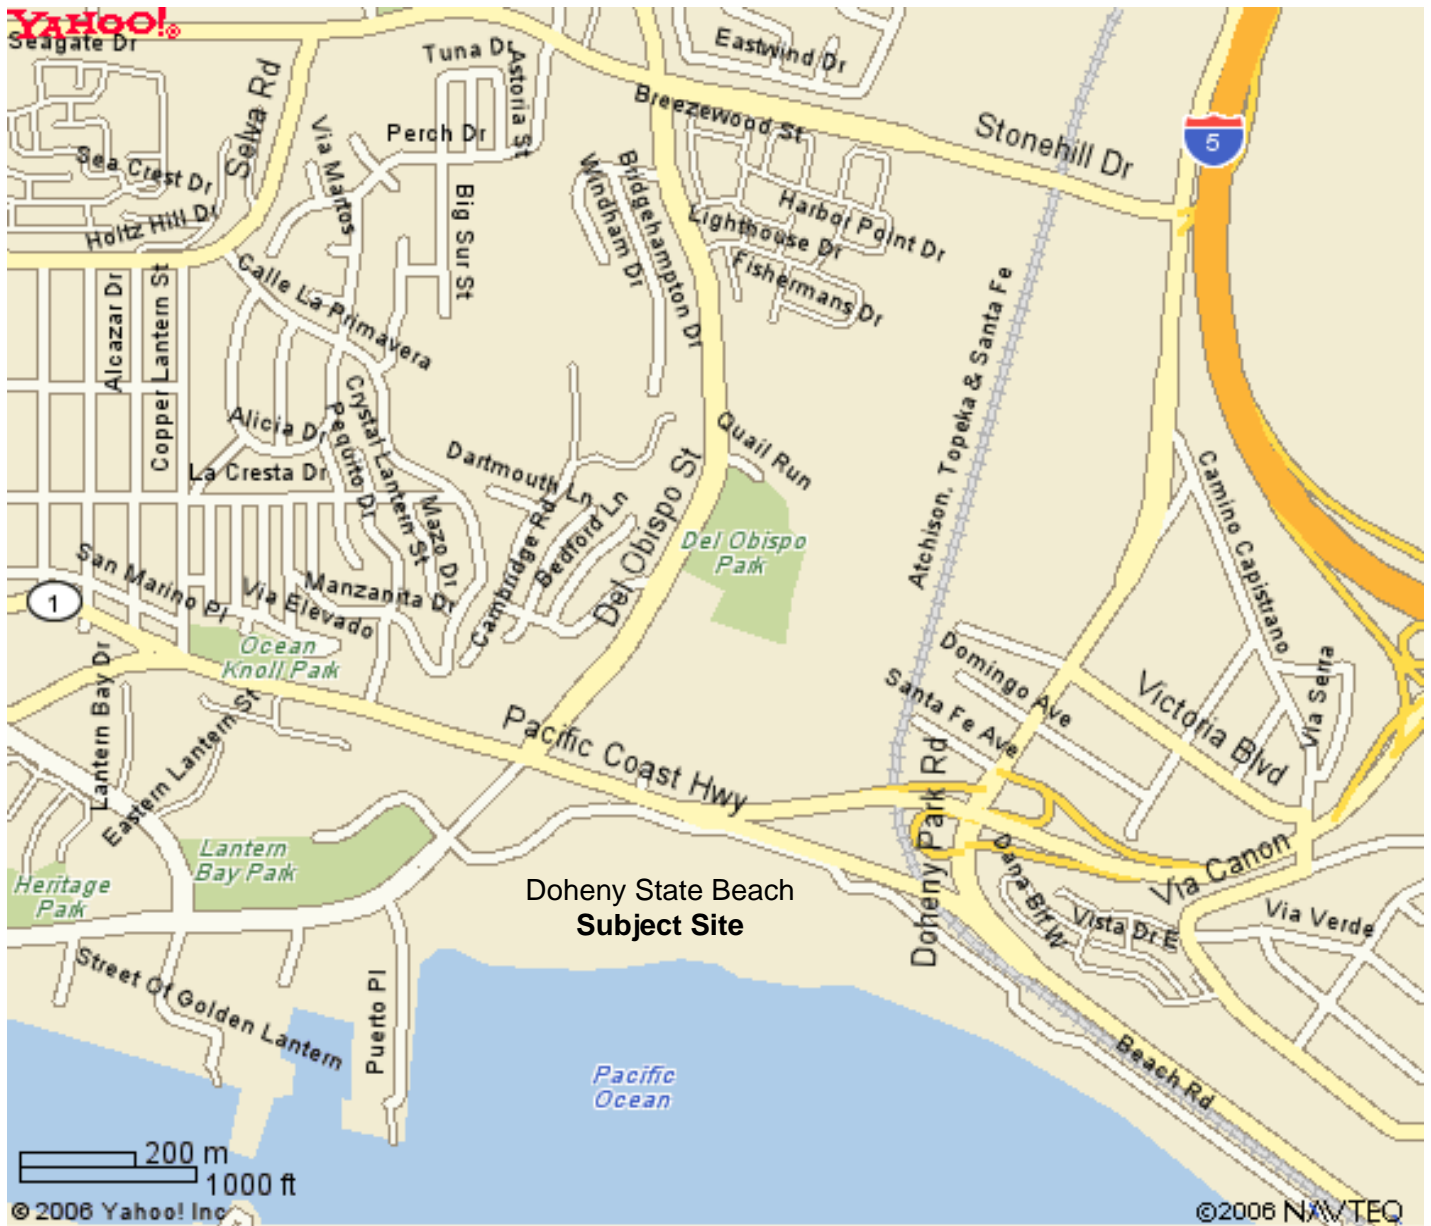 YAHOO!®
Seagate Dr
Tuna Dr
Astoria St
Eastwind Dr
Selva Rd
Breezewood St
Stonehill Dr
5
Via Martos
Perch Dr
Sea Crest Dr
Big Sur St
Windham Dr
Bridgehampton Dr
Harbor Point Dr
Holtz Hill Dr
Lighthouse Dr
Fishermans Dr
Alcazar Dr
Copper Lantern St
Calle La Primavera
Atchison, Topeka & Santa Fe
Alicia Dr
Pequito Dr
Crystal Lantern St
Quail Run
La Cresta Dr
Dartmouth Ln
Mazo Dr
Cambridge Rd
Bedford Ln
Del Obispo St
Camino Capistrano
Del Obispo
Park
San Marino Pl
Via Elevado
Manzanita Dr
1
Ocean
Knoll Park
Domingo Ave
Santa Fe Ave
Victoria Blvd
Via Serra
Lantern Bay Dr
Eastern Lantern St
Pacific Coast Hwy
Doheny Park Rd
Lantern
Bay Park
Heritage
Park
Dana Blf W
Via Canon
Vista Dr E
Via Verde
Doheny State Beach
Subject Site
Street Of Golden Lantern
Puerto Pl
Pacific
Ocean
Beach Rd
200 m
1000 ft
© 2006 Yahoo! Inc
©2006 NAVTEQ